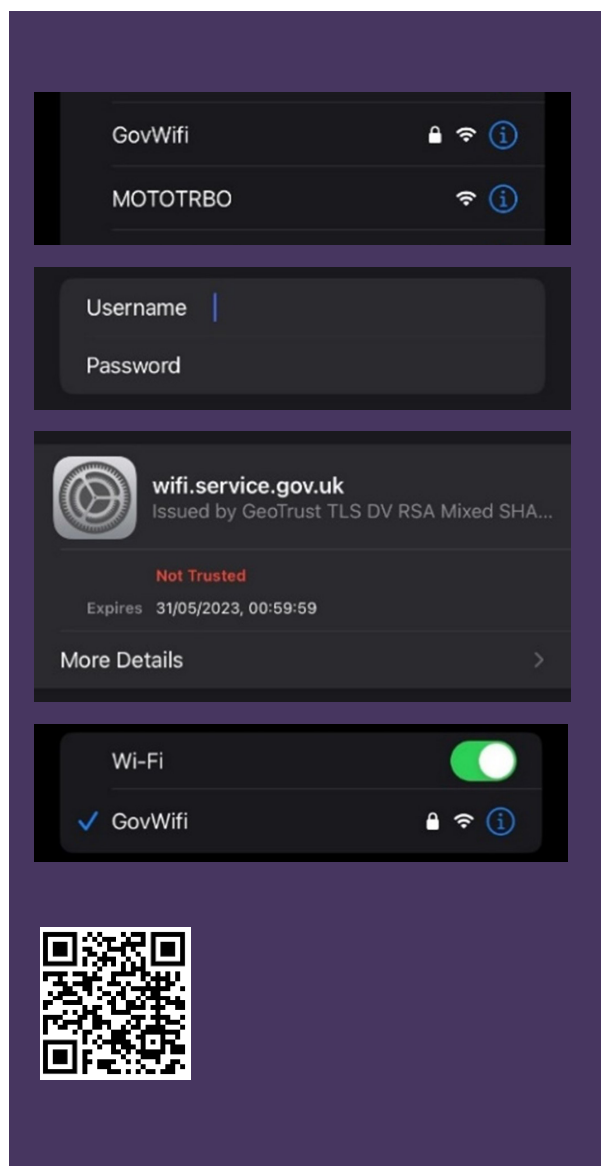 GovWifi
MOTOTRBO
Username
Password
wifi.service.gov.uk
Issued by GeoTrust TLS DV RSA Mixed SHA...
Not Trusted
Expires 31/05/2023, 00:59:59
More Details
Wi-Fi
GovWifi